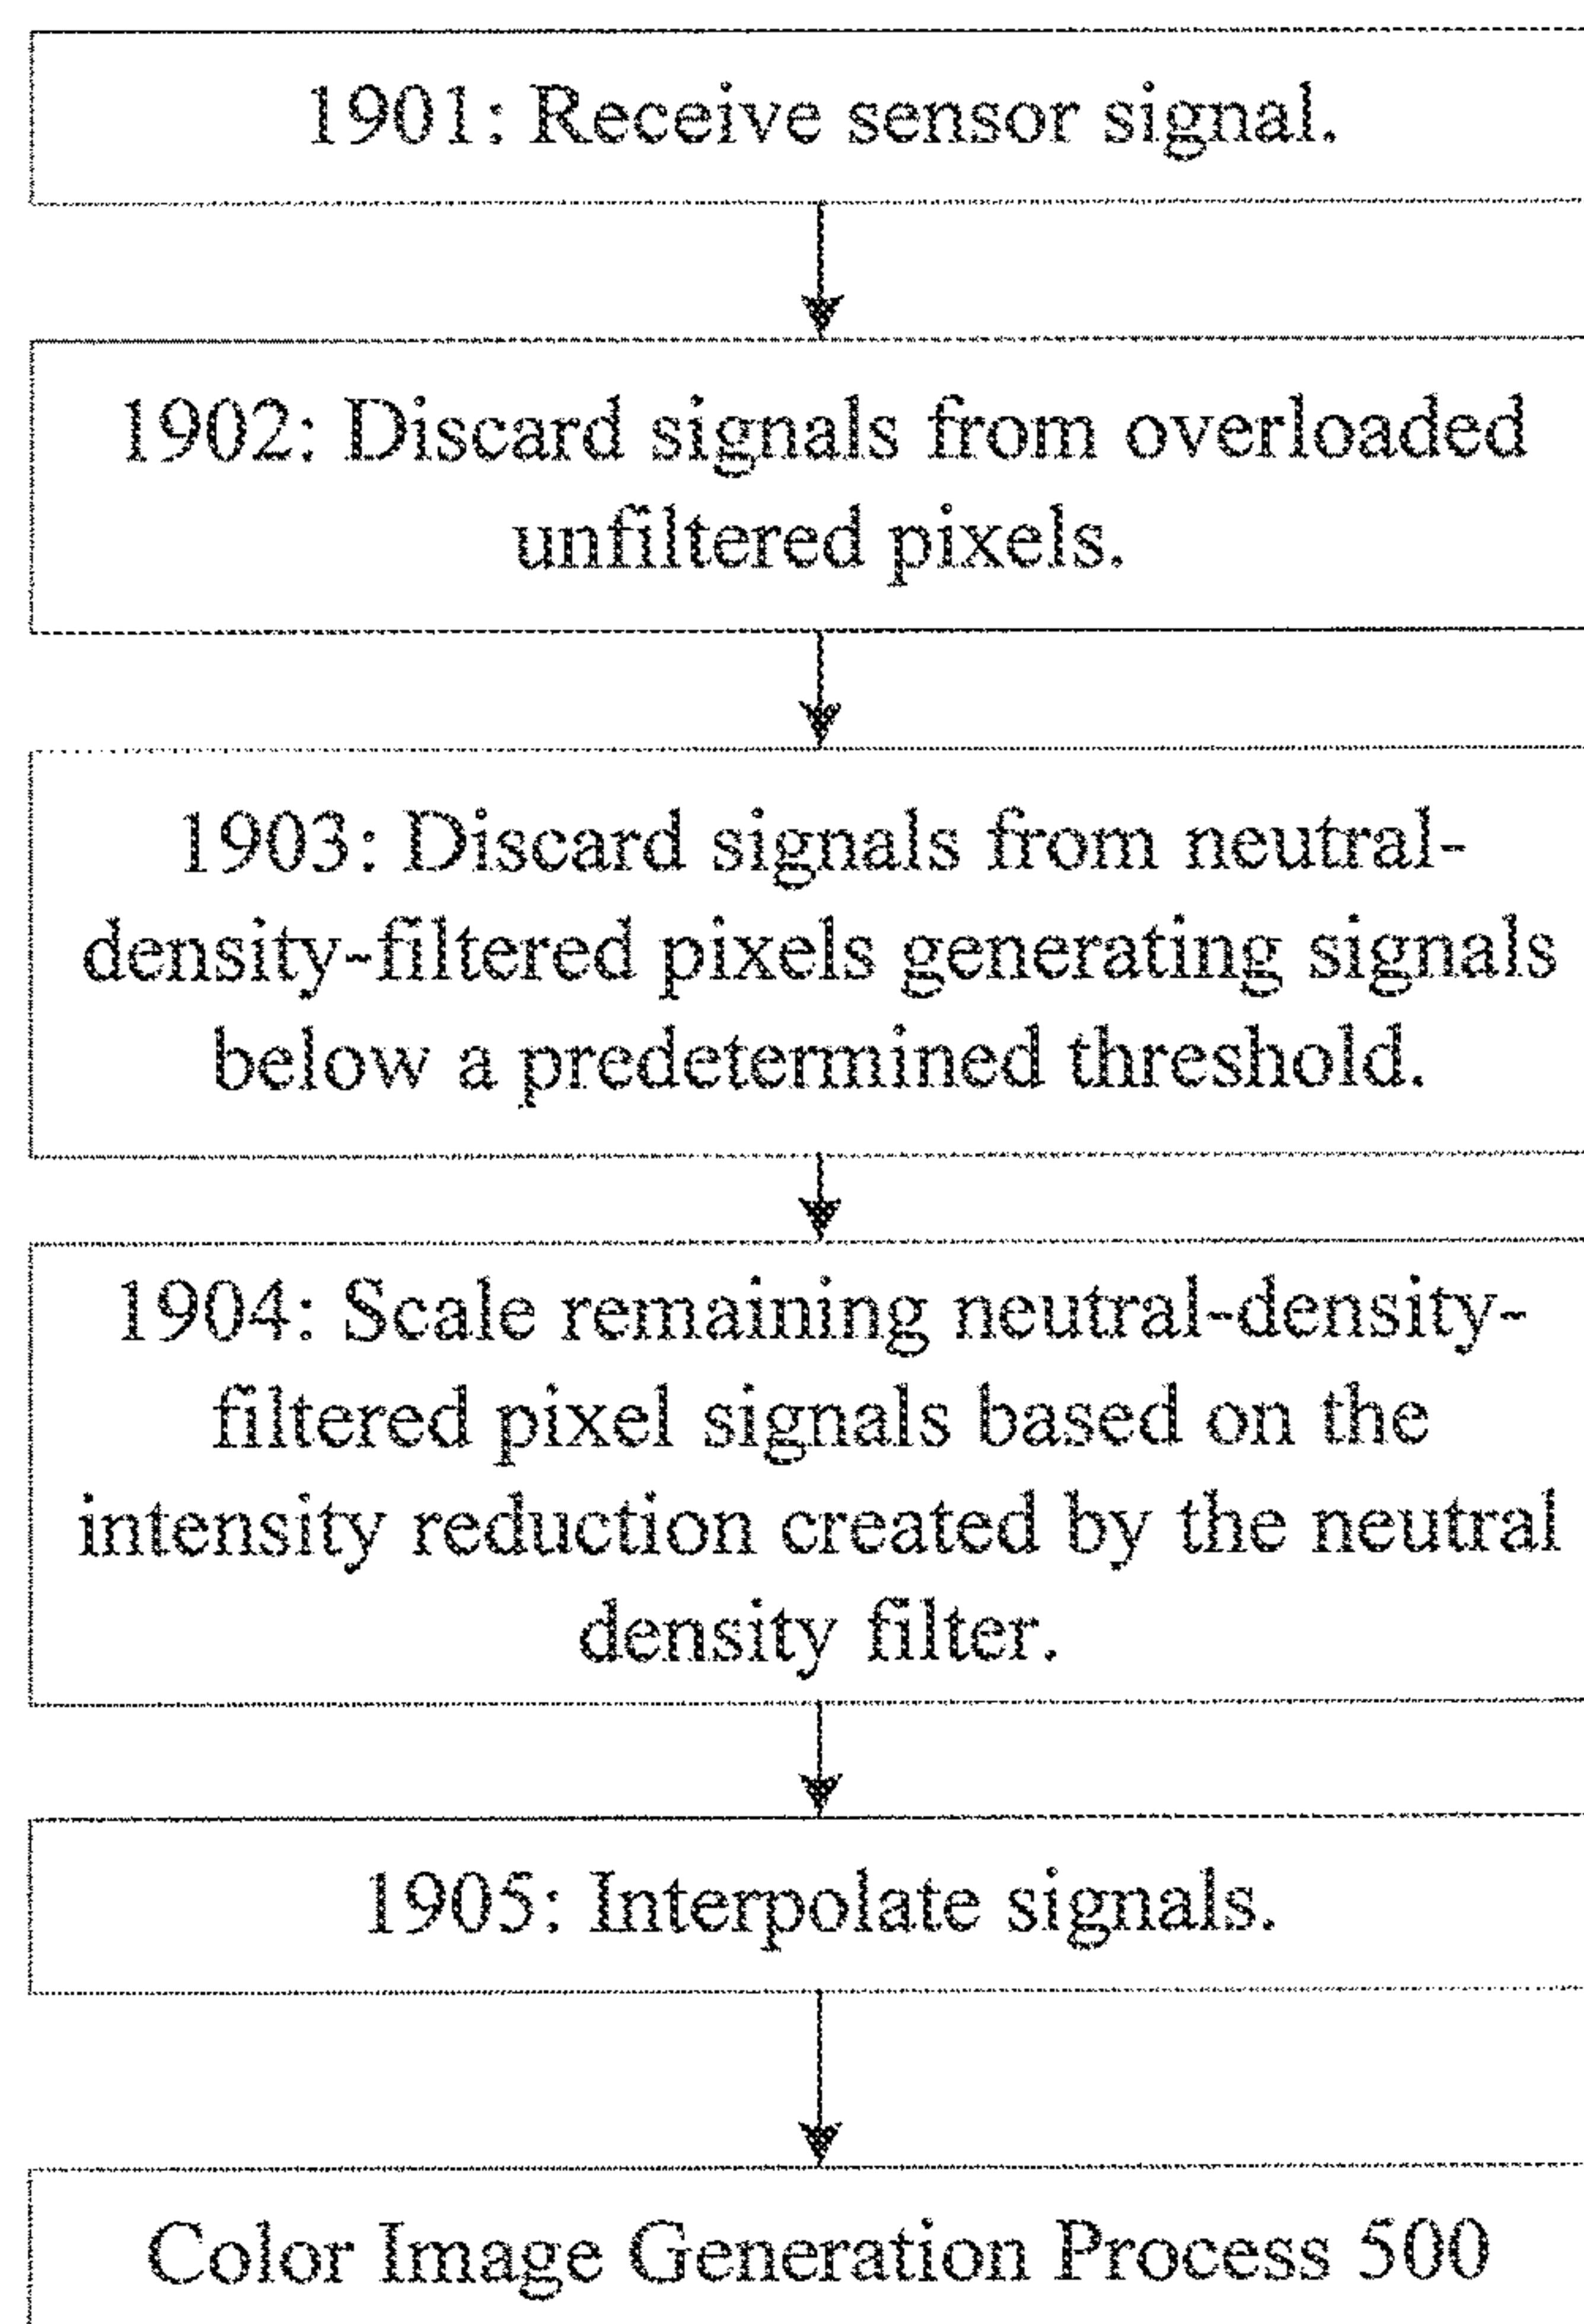 1901: Receive sensor signal.
1902: Discard signals from overloaded
unfiltered pixels.
1903: Discard signals from neutral-
density-filtered pixels generating signals
below a predetermined threshold.
1904: Scale remaining neutral-density-
filtered pixel signals based on the
intensity reduction created by the neutral
density filter.
1905: Interpolate signals.
Color Image Generation Process 500